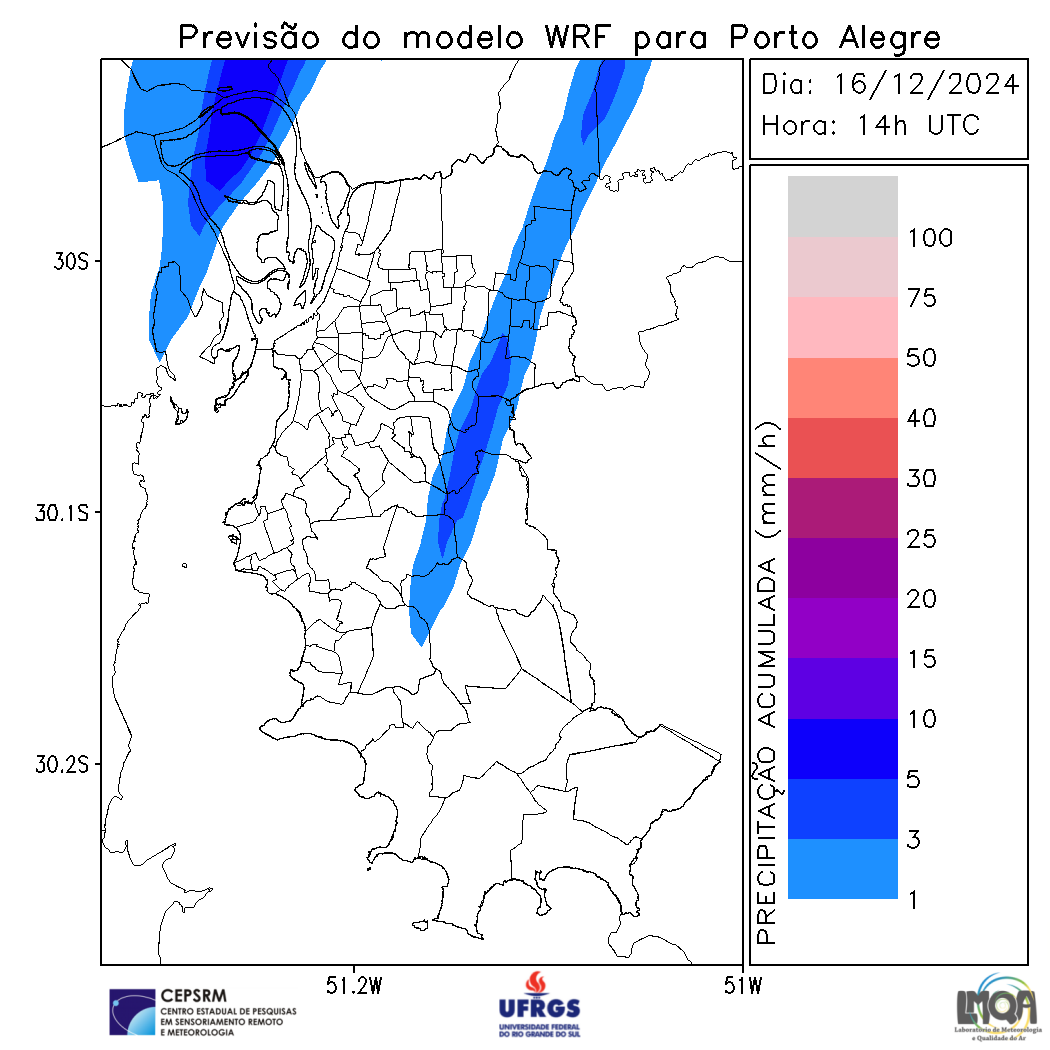 Previsão do modelo WRF para Porto Alegre
Dia: 16/12/2024
Hora: 14h UTC
30S
30.1S
30.2S
51.2W
51W
PRECIPITAÇÃO ACUMULADA (mm/h)
100
75
50
40
30
25
20
15
10
5
3
1
CEPSRM
CENTRO ESTADUAL DE PESQUISAS
EM SENSORIAMENTO REMOTO
E METEOROLOGIA
UFRGS
UNIVERSIDADE FEDERAL
DO RIO GRANDE DO SUL
LMQA
Laboratório de Meteorologia
e Qualidade do Ar